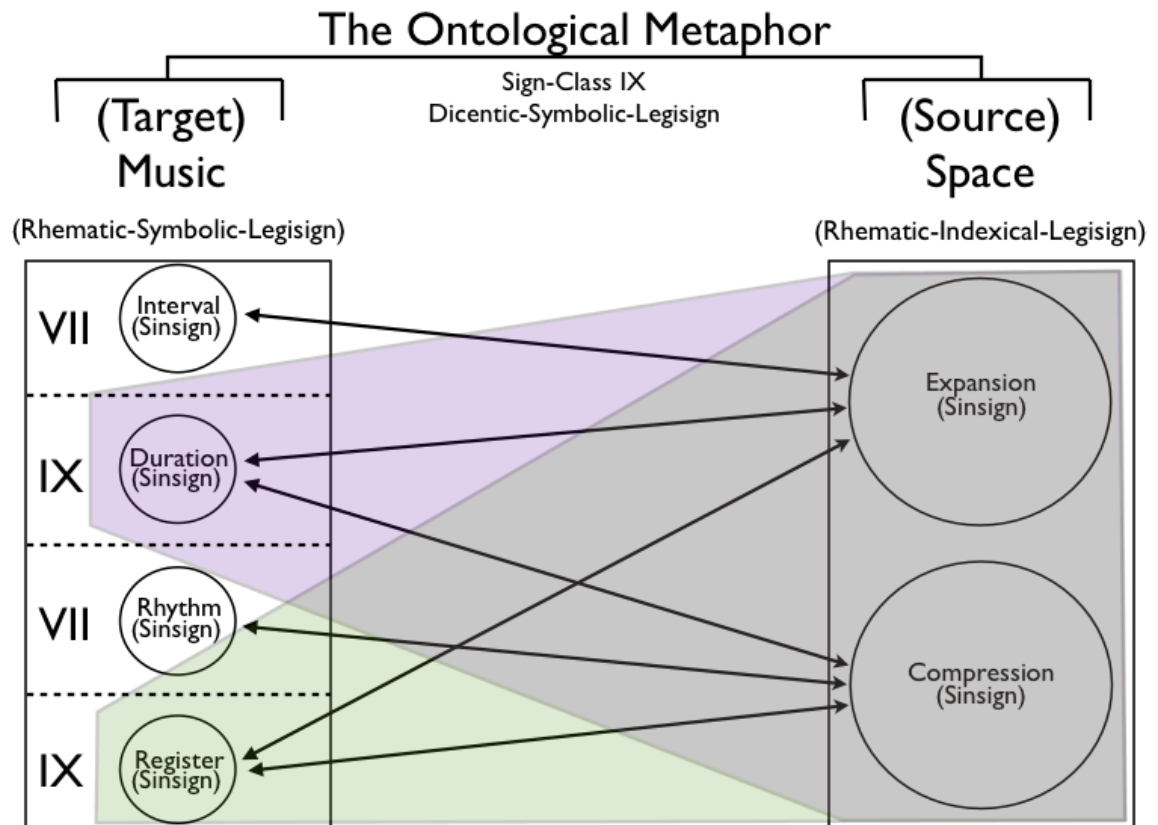 The Ontological Metaphor
Sign-Class IX
Dicentic-Symbolic-Legisign
(Target)
Music
(Rhematic-Symbolic-Legisign)
(Source)
Space
(Rhematic-Indexical-Legisign)
VII
Interval
(Sinsign)
IX
Duration
(Sinsign)
VII
Rhythm
(Sinsign)
IX
Register
(Sinsign)
Expansion
(Sinsign)
Compression
(Sinsign)